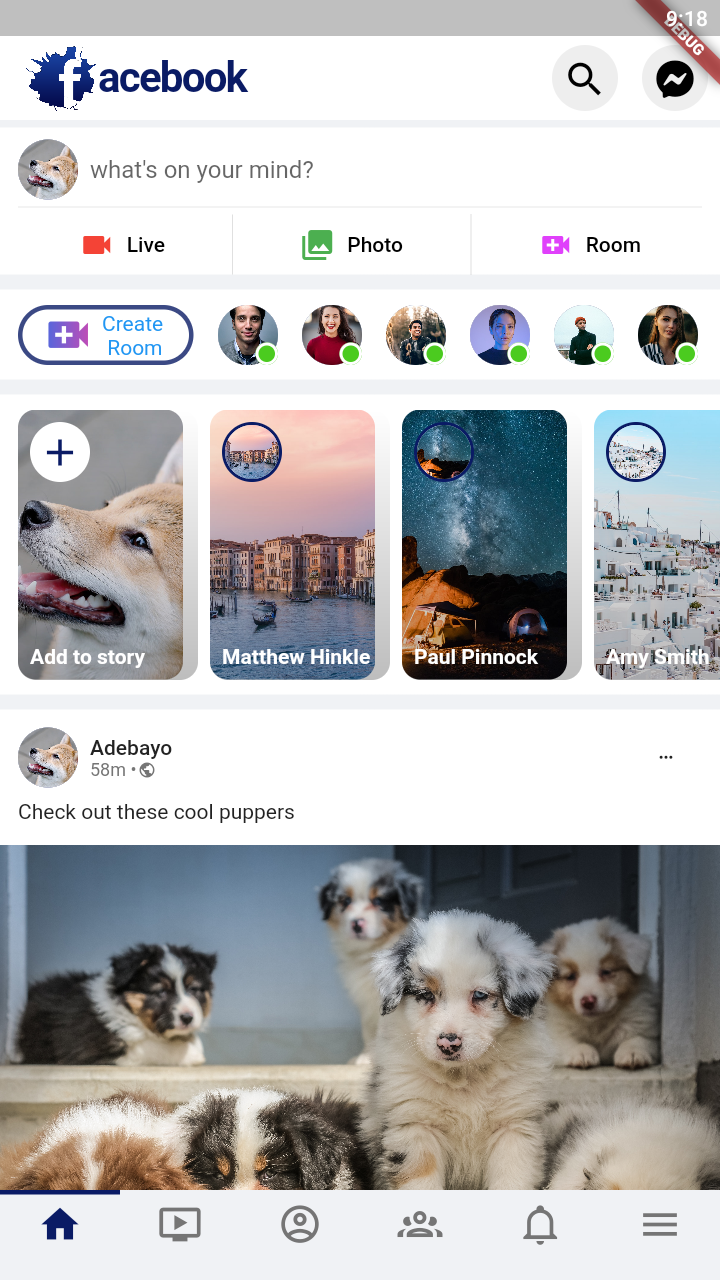 9:18
DEBUG
facebook
what's on your mind?
Live
Photo
Room
Create
Room
Add to story
Matthew Hinkle
Paul Pinnock
Amy Smith
Adebayo
58m •
...
Check out these cool puppers